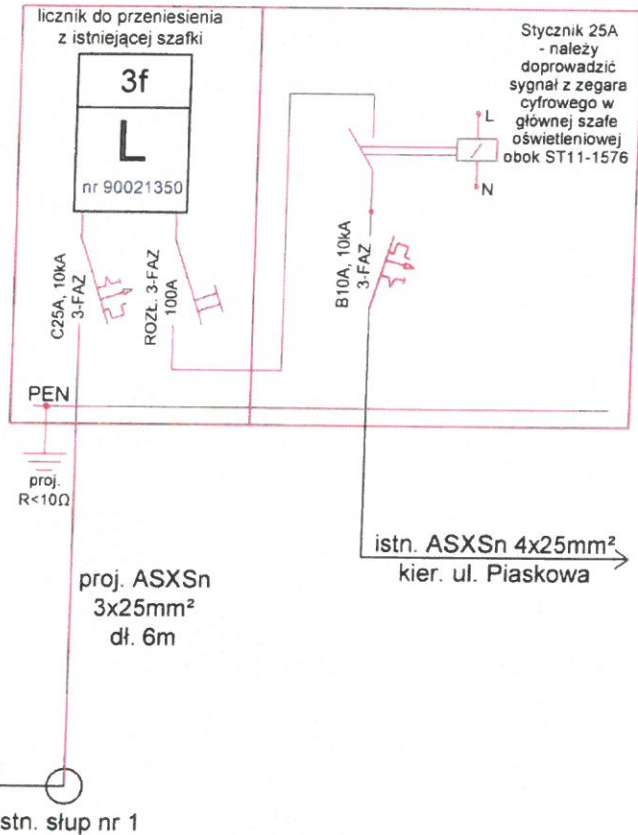 licznik do przeniesienia
z istniejącej szafki
3f
L
nr 90021350
C25A, 10kA
3-FAZ
ROZŁ. 3-FAZ
100A
Stycznik 25A
- należy
doprowadzić
sygnał z zegara
cyfrowego w
głównej szafe
oświetleniowej
obok ST11-1576
L
N
B10A, 10kA
3-FAZ
PEN
proj.
R<10Ω
proj. ASXSn
3x25mm²
dł. 6m
istn. ASXSn 4x25mm²
kier. ul. Piaskowa
stn. słup nr 1